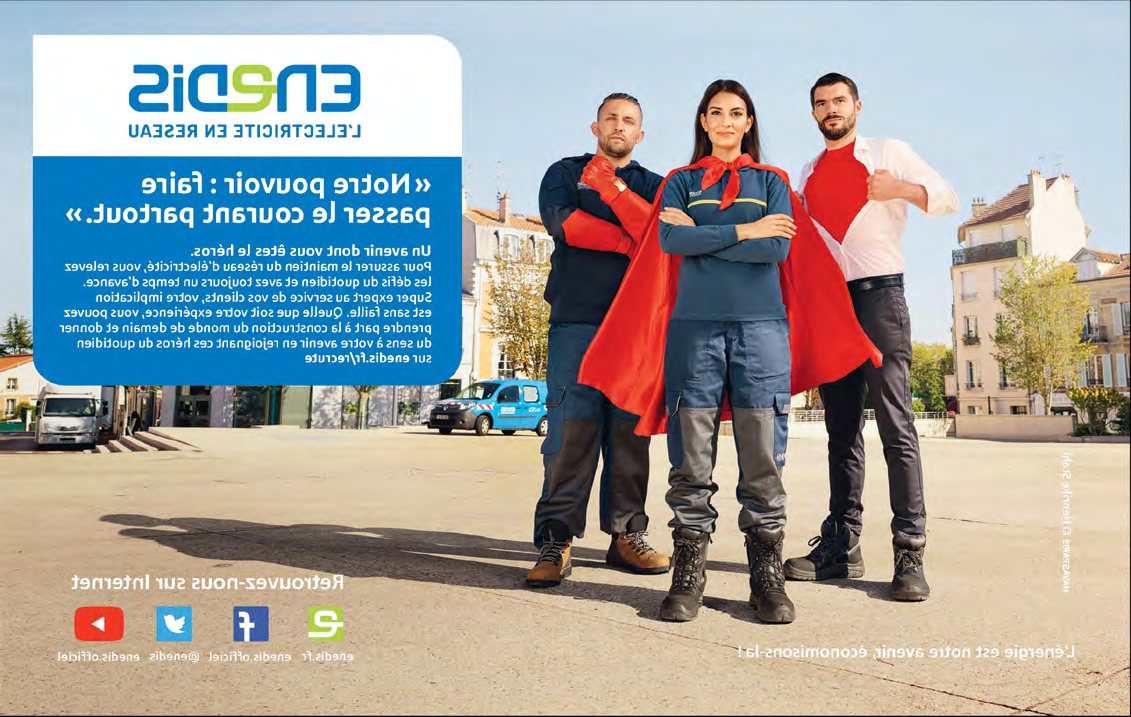 ENEDIS
L'ELECTRICITE EN RESEAU
« Notre pouvoir : faire
passer le courant partout. »
Un avenir dont vous êtes le héros.
Pour assurer le maintien du réseau d'électricité, vous relevez
les défis du quotidien et avez toujours un temps d'avance.
Super expert au service de vos clients, votre implication
est sans faille. Quelle que soit votre expérience, vous pouvez
prendre part à la construction du monde de demain et donner
du sens à votre avenir en rejoignant ces héros du quotidien
sur enedis.fr/recrute
Retrouvez-nous sur Internet
enedis.fr enedis.officiel @enedis enedis.officiel
L'énergie est notre avenir, économisons-la !